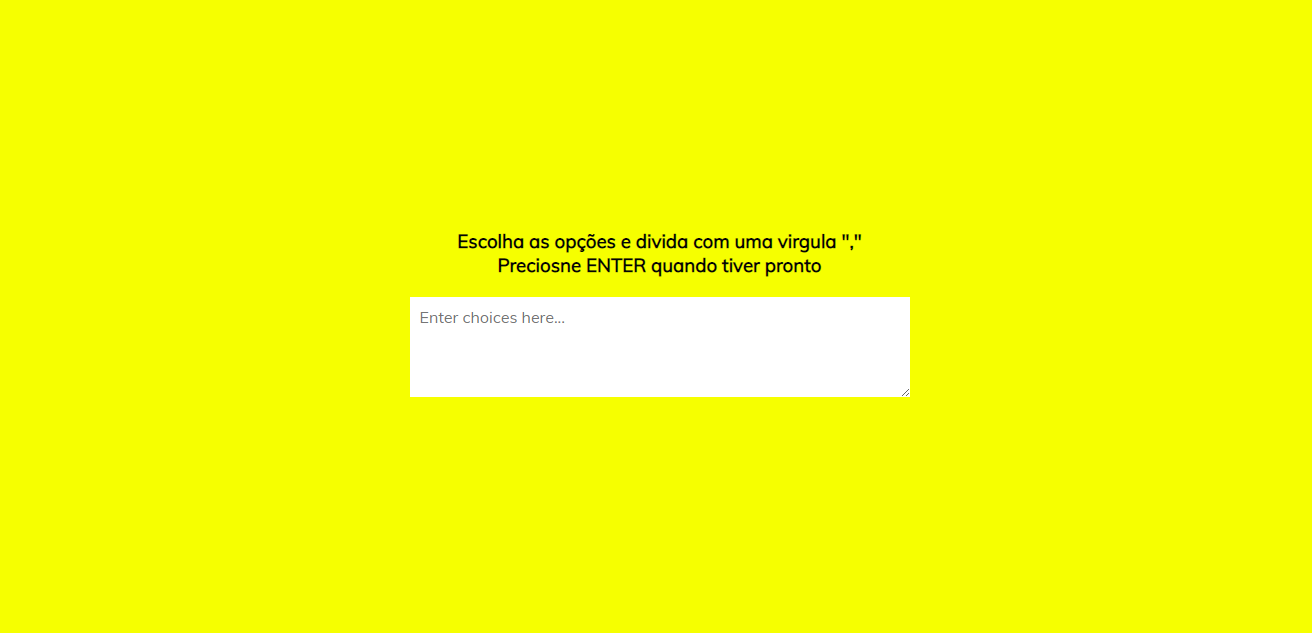 Escolha as opções e divida com uma virgula ","
Preciosne ENTER quando tiver pronto
Enter choices here...